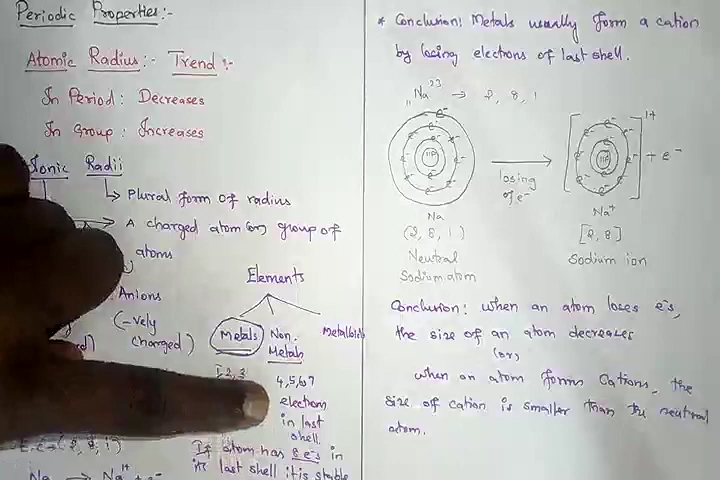 Periodic Properties:-
Atomic Radius:- Trend:-
In Period: Decreases
In Group: Increases
Ionic Radii
Plural form of radius
A charged atom (or) group of
atoms
Anions
(-vely
charged)
Elements
Metals Non- Metalloids
Metals
1, 2, 3
4, 5, 6, 7
electrons
in last
shell.
If atom has 8 e⁻s in
its last shell it is stable
(2, 8, 1)
Na → Na¹⁺ + e⁻
* Conclusion: Metals usually form a cation
by losing electrons of last shell.
₁₁Na²³ → 2, 8, 1
e⁻ e⁻ e⁻ e⁻ e⁻ e⁻ e⁻
11P
losing
of e⁻
[11P]¹⁺ + e⁻
Na
(2, 8, 1)
Neutral
Sodium atom
Na⁺
[2, 8]
Sodium ion
Conclusion: when an atom loses e⁻s,
the size of an atom decreases
(or)
when an atom forms Cations, the
size of cation is smaller than the neutral
atom.